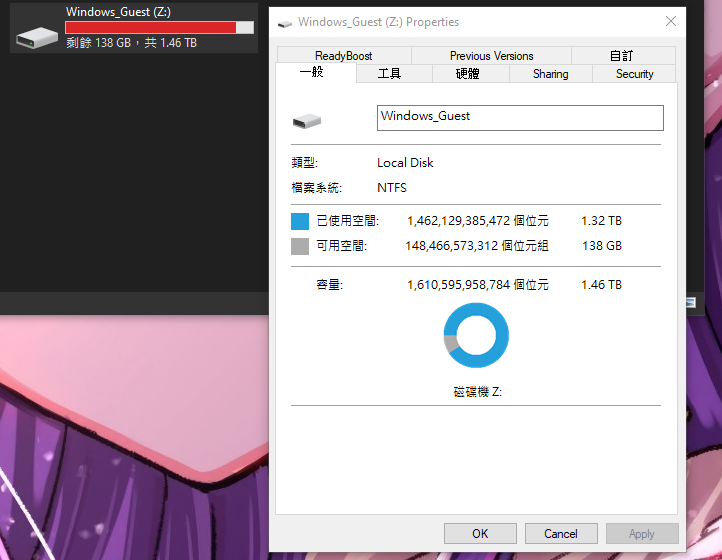 Windows_Guest (Z:)
剩餘 138 GB，共 1.46 TB
Windows_Guest (Z:) Properties
ReadyBoost Previous Versions 自訂
一般 工具 硬體 Sharing Security
Windows_Guest
類型: Local Disk
檔案系統: NTFS
已使用空間: 1,462,129,385,472 個位元 1.32 TB
可用空間: 148,466,573,312 個位元組 138 GB
容量: 1,610,595,958,784 個位元 1.46 TB
磁碟機 Z:
OK Cancel Apply